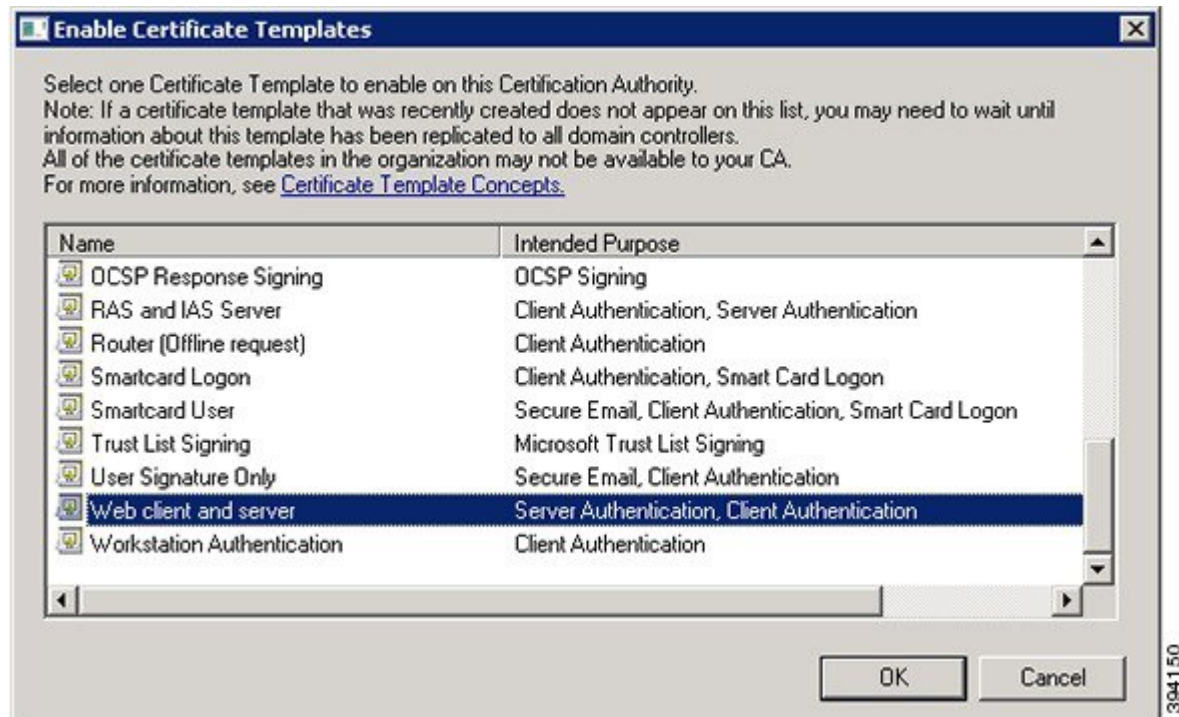 Enable Certificate Templates
Select one Certificate Template to enable on this Certification Authority.
Note: If a certificate template that was recently created does not appear on this list, you may need to wait until
information about this template has been replicated to all domain controllers.
All of the certificate templates in the organization may not be available to your CA.
For more information, see Certificate Template Concepts.
Name Intended Purpose
OCSP Response Signing OCSP Signing
RAS and IAS Server Client Authentication, Server Authentication
Router (Offline request) Client Authentication
Smartcard Logon Client Authentication, Smart Card Logon
Smartcard User Secure Email, Client Authentication, Smart Card Logon
Trust List Signing Microsoft Trust List Signing
User Signature Only Secure Email, Client Authentication
Web client and server Server Authentication, Client Authentication
Workstation Authentication Client Authentication
OK Cancel
394150